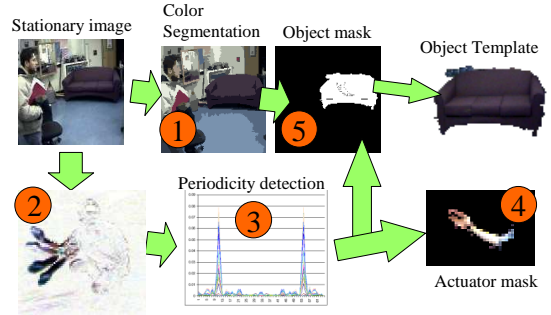 Stationary image
Color
Segmentation
Object mask
Object Template
1
5
2
Periodicity detection
3
4
Actuator mask